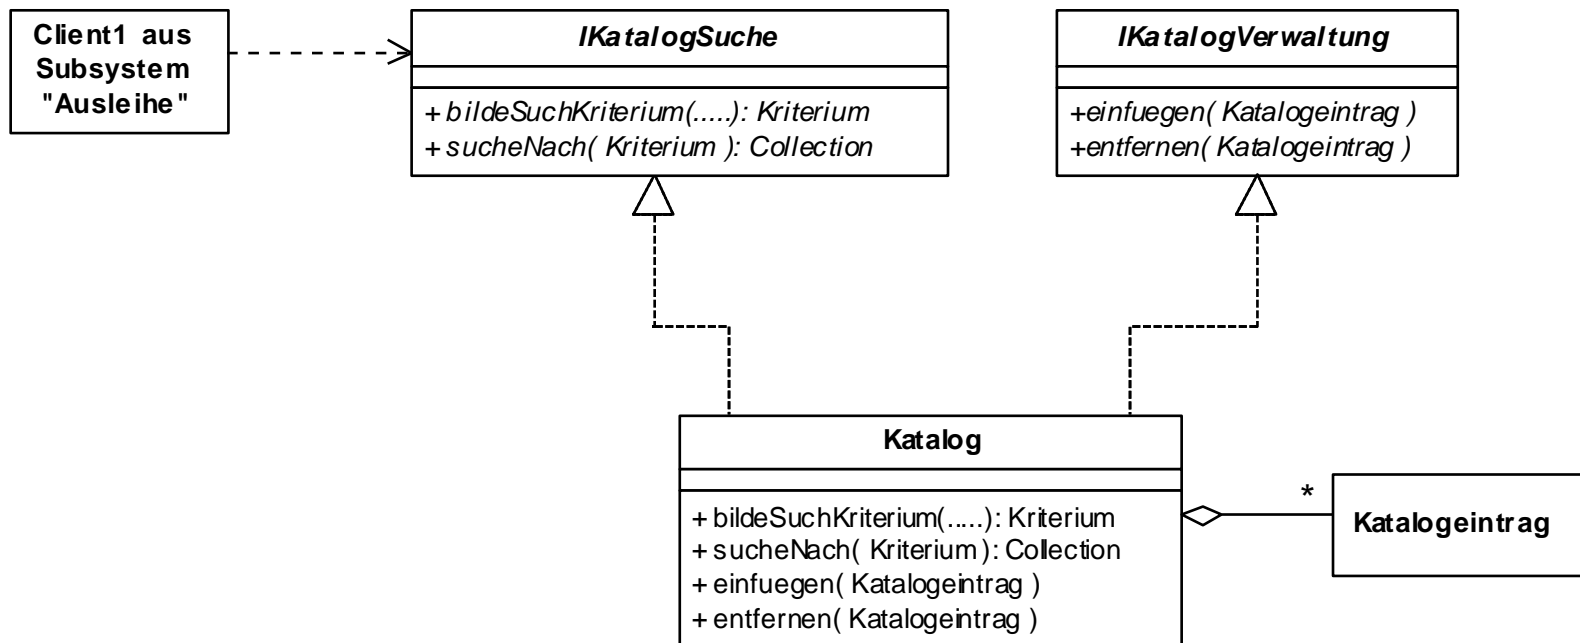 Client1 aus
Subsystem
"Ausleihe"
IKatalogSuche
+ bildeSuchKriterium(.....): Kriterium
+ sucheNach( Kriterium ): Collection
IKatalogVerwaltung
+einfuegen( Katalogeintrag )
+entfernen( Katalogeintrag )
Katalog
+ bildeSuchKriterium(.....): Kriterium
+ sucheNach( Kriterium ): Collection
+ einfuegen( Katalogeintrag )
+ entfernen( Katalogeintrag )
*
Katalogeintrag